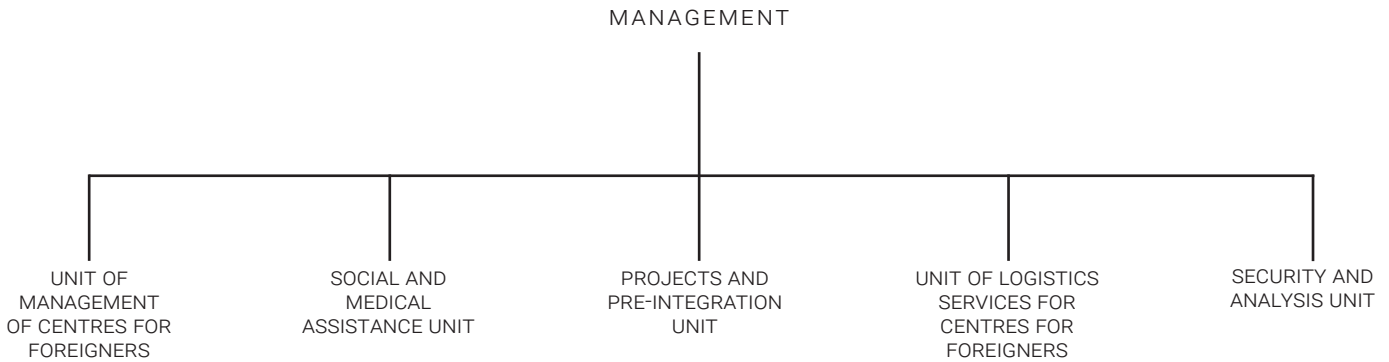 MANAGEMENT
UNIT OF
MANAGEMENT
OF CENTRES FOR
FOREIGNERS
SOCIAL AND
MEDICAL
ASSISTANCE UNIT
PROJECTS AND
PRE-INTEGRATION
UNIT
UNIT OF LOGISTICS
SERVICES FOR
CENTRES FOR
FOREIGNERS
SECURITY AND
ANALYSIS UNIT